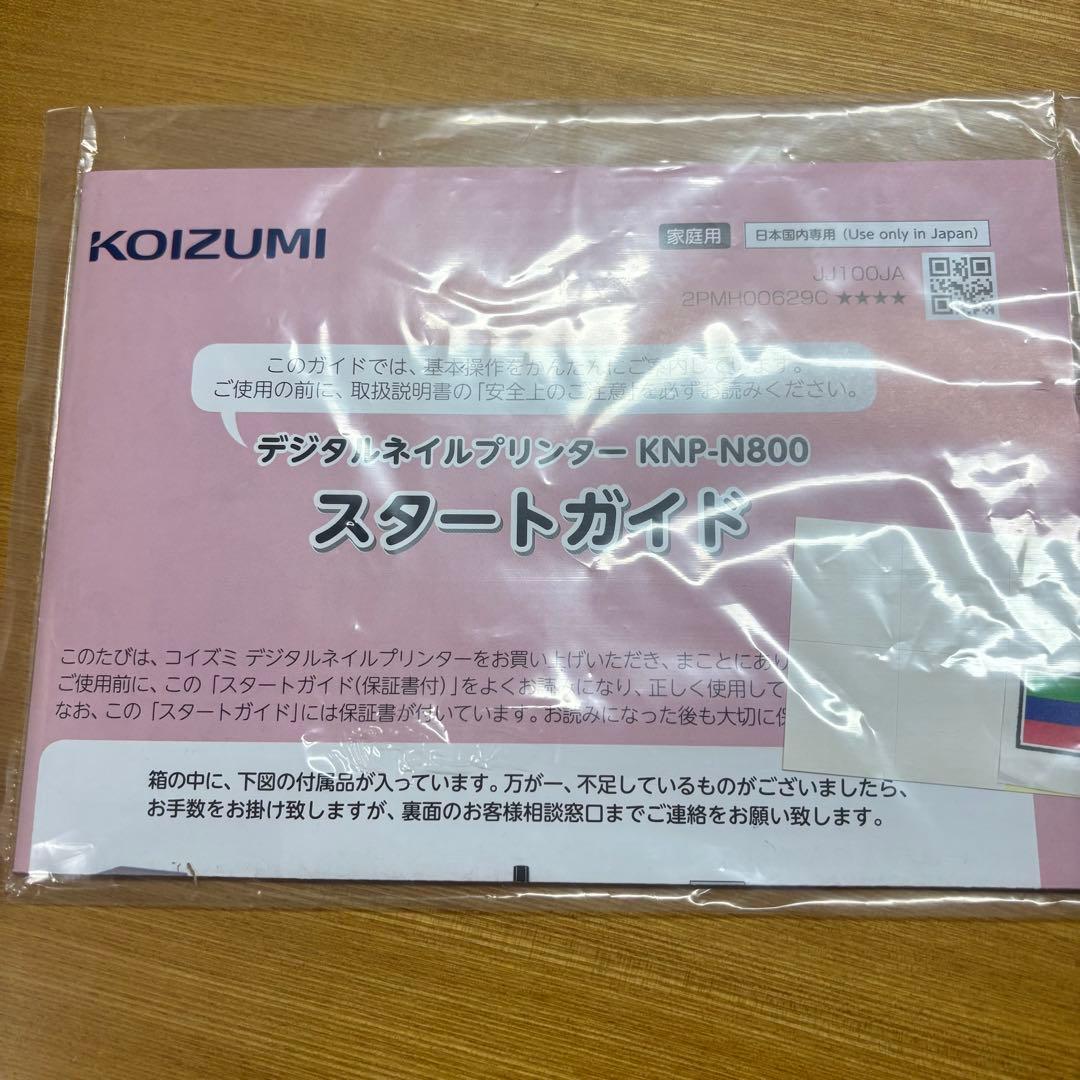 KOIZUMI
家庭用
日本国内専用 (Use only in Japan)
JJ100JA
2PMH00629C ★★★★
このガイドでは、基本操作をかんたんにご案内しています。
ご使用の前に、取扱説明書の「安全上のご注意」を必ずお読みください。
デジタルネイルプリンター KNP-N800
スタートガイド
このたびは、コイズミ デジタルネイルプリンターをお買い上げいただき、まことにあり
ご使用前に、この「スタートガイド(保証書付)」をよくお読みになり、正しく使用して
なお、この「スタートガイド」には保証書が付いています。お読みになった後も大切に保
箱の中に、下図の付属品が入っています。万が一、不足しているものがございましたら、
お手数をお掛け致しますが、裏面のお客様相談窓口までご連絡をお願い致します。